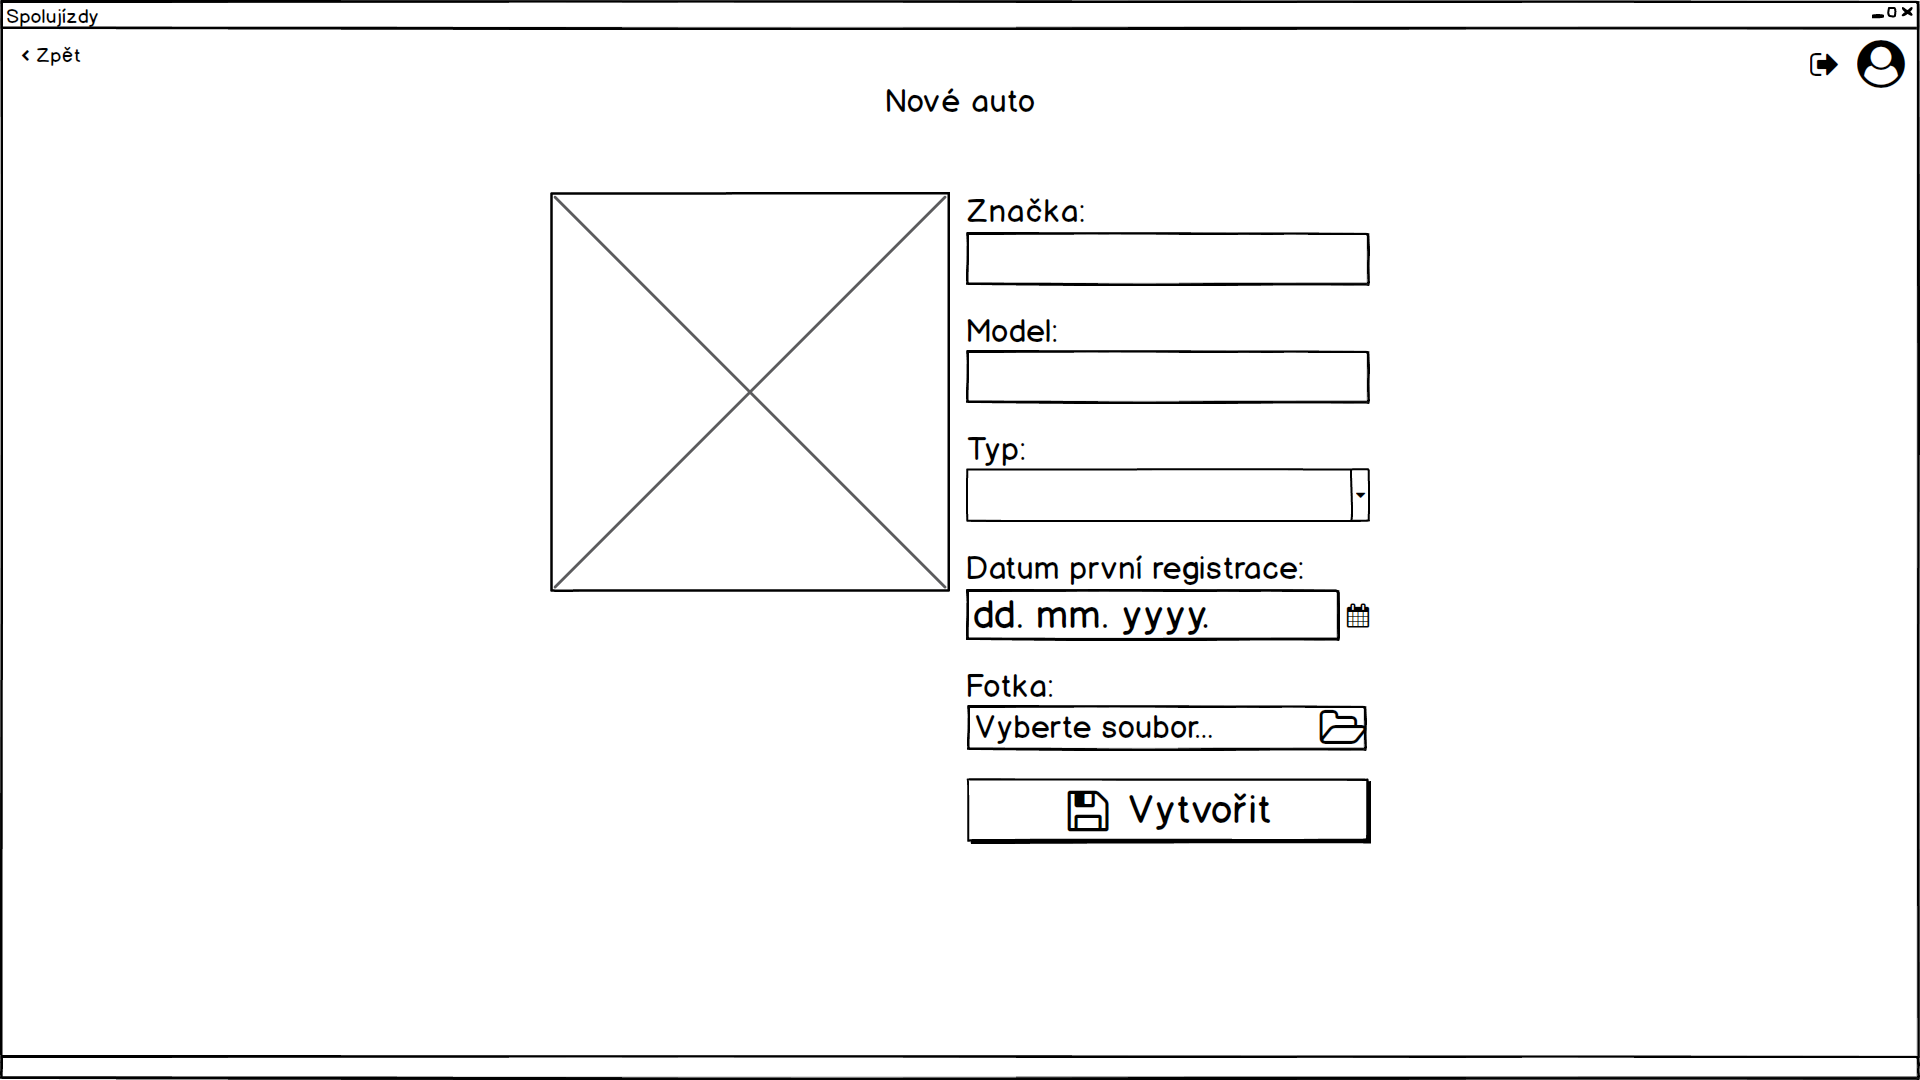 Spolujízdy
Zpět
Nové auto
Značka:
Model:
Typ:
Datum první registrace:
dd. mm. yyyy.
Fotka:
Vyberte soubor...
Vytvořit